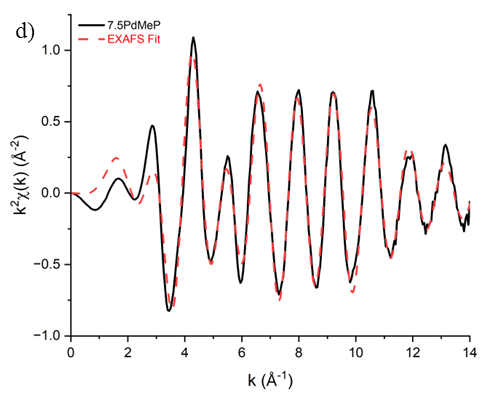 d)
7.5PdMeP
EXAFS Fit
1.0
0.5
0.0
−0.5
−1.0
k²χ(k) (Å⁻²)
0 2 4 6 8 10 12 14
k (Å⁻¹)